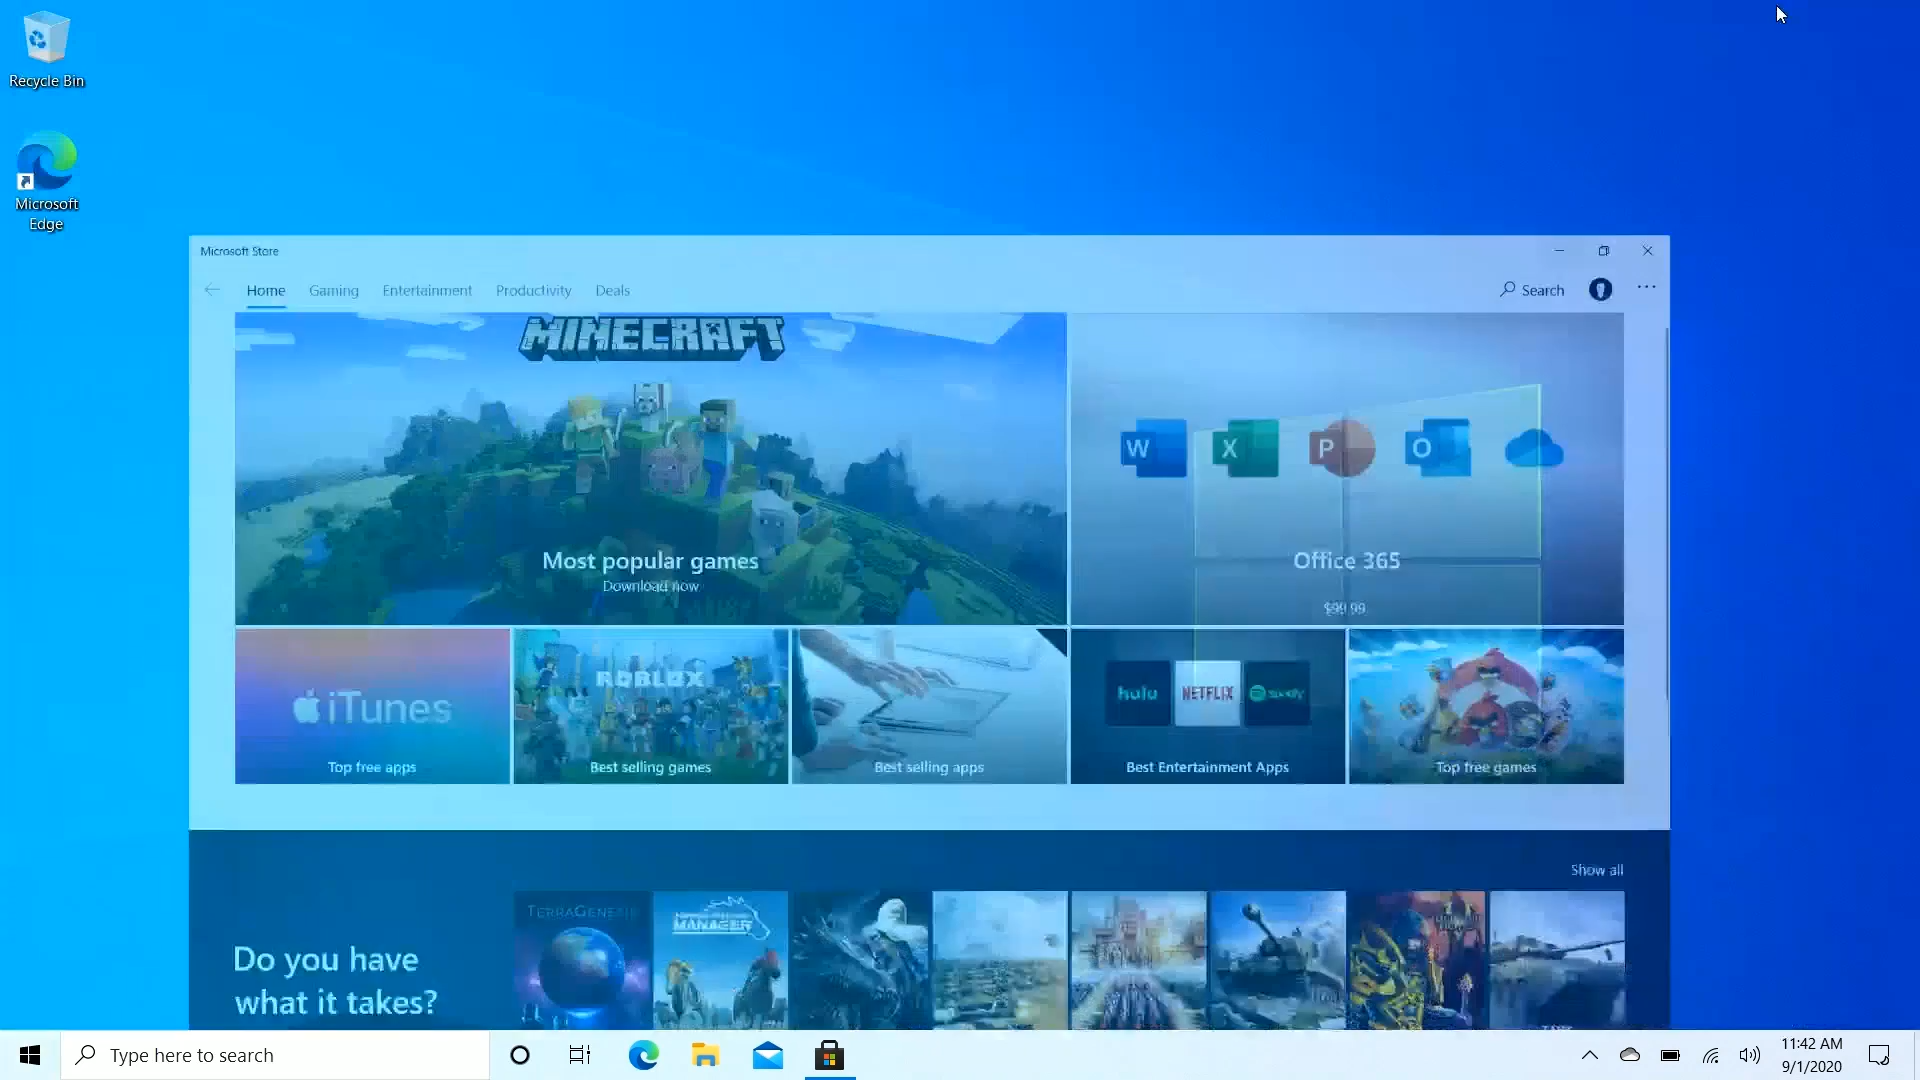 Recycle Bin
Microsoft
Edge
Microsoft Store
Home Gaming Entertainment Productivity Deals
Search
MINECRAFT
Most popular games
Download now
W X P O
Office 365
$99.99
iTunes
Top free apps
ROBLOX
Best selling games
Best selling apps
hulu NETFLIX Spotify
Best Entertainment Apps
Top free games
Show all
Do you have
what it takes?
TERRAGENESIS
MANAGER
Type here to search
11:42 AM
9/1/2020